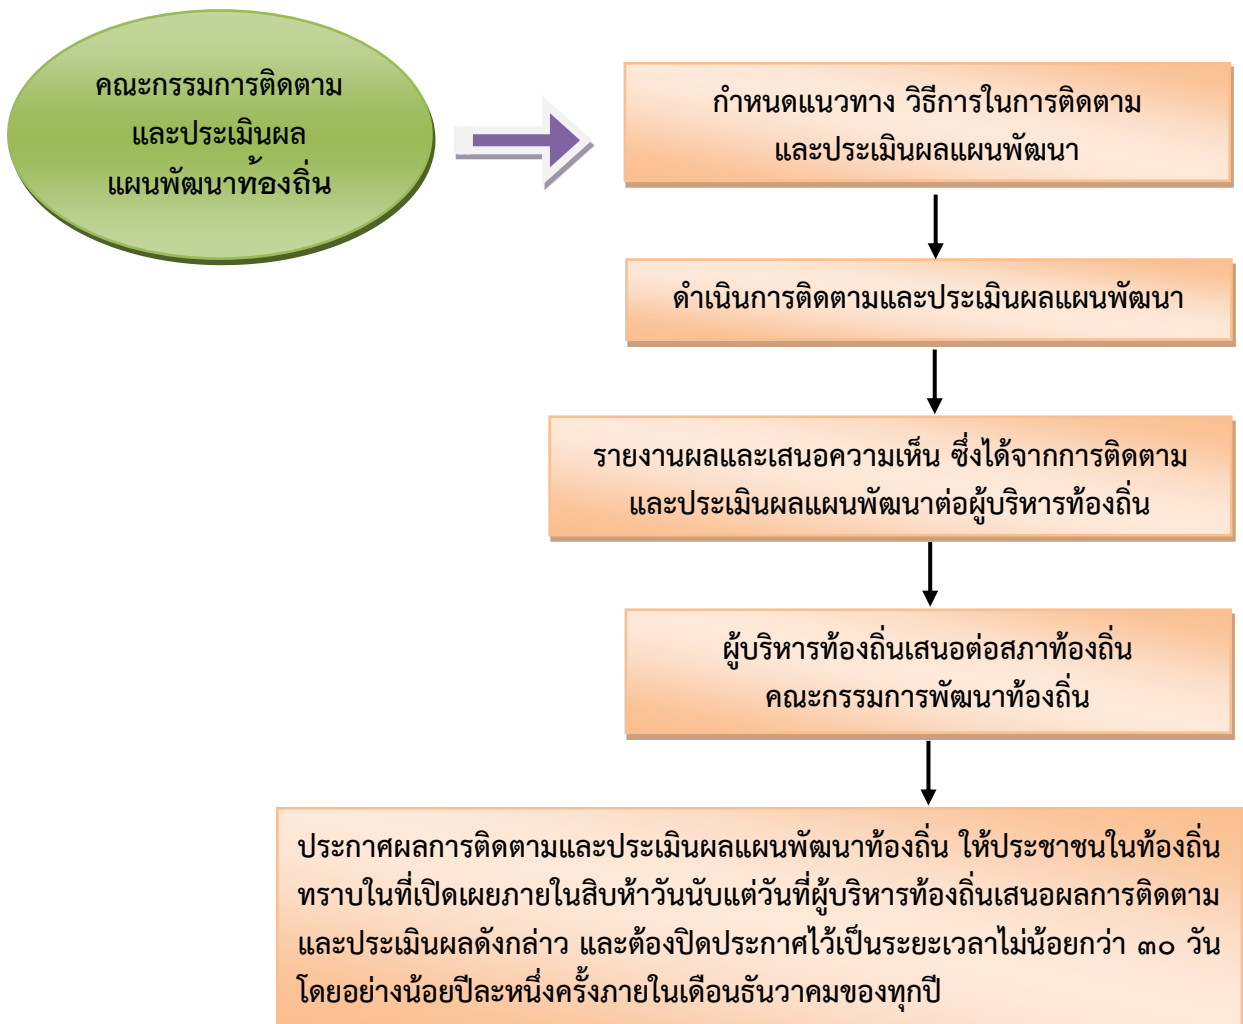 คณะกรรมการติดตาม
และประเมินผล
แผนพัฒนาท้องถิ่น
กำหนดแนวทาง วิธีการในการติดตาม
และประเมินผลแผนพัฒนา
ดำเนินการติดตามและประเมินผลแผนพัฒนา
รายงานผลและเสนอความเห็น ซึ่งได้จากการติดตาม
และประเมินผลแผนพัฒนาต่อผู้บริหารท้องถิ่น
ผู้บริหารท้องถิ่นเสนอต่อสภาท้องถิ่น
คณะกรรมการพัฒนาท้องถิ่น
ประกาศผลการติดตามและประเมินผลแผนพัฒนาท้องถิ่น ให้ประชาชนในท้องถิ่น
ทราบในที่เปิดเผยภายในสิบห้าวันนับแต่วันที่ผู้บริหารท้องถิ่นเสนอผลการติดตาม
และประเมินผลดังกล่าว และต้องปิดประกาศไว้เป็นระยะเวลาไม่น้อยกว่า ๓๐ วัน
โดยอย่างน้อยปีละหนึ่งครั้งภายในเดือนธันวาคมของทุกปี